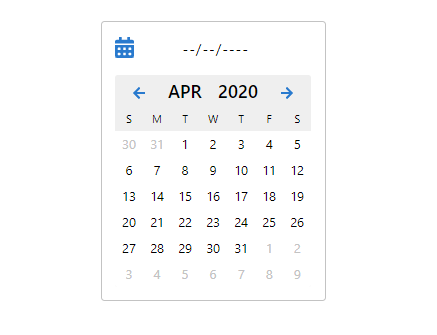 --/--/----
APR 2020
S M T W T F S
30 31 1 2 3 4 5
6 7 8 9 10 11 12
13 14 15 16 17 18 19
20 21 22 23 24 25 26
27 28 29 30 31 1 2
3 4 5 6 7 8 9